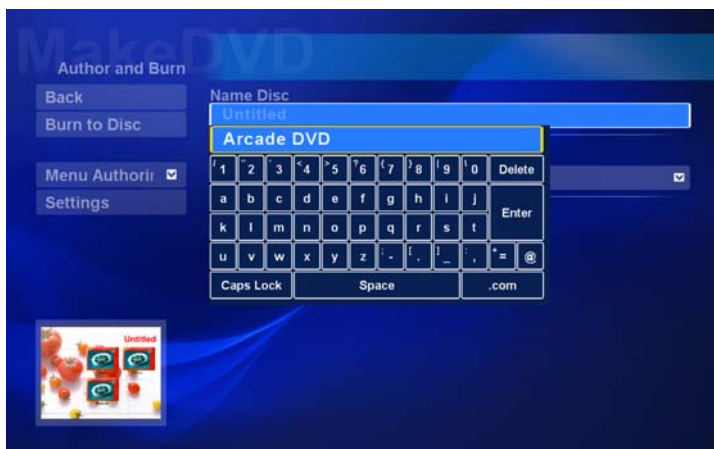 MakeDVD
Author and Burn
Back
Burn to Disc
Menu Authorir
Settings
Name Disc
Untitled
Arcade DVD
1 2 3 4 5 6 7 8 9 0 Delete
a b c d e f g h i j
Enter
k l m n o p q r s t
u v w x y z - . _ , = @
Caps Lock Space .com
Untitled